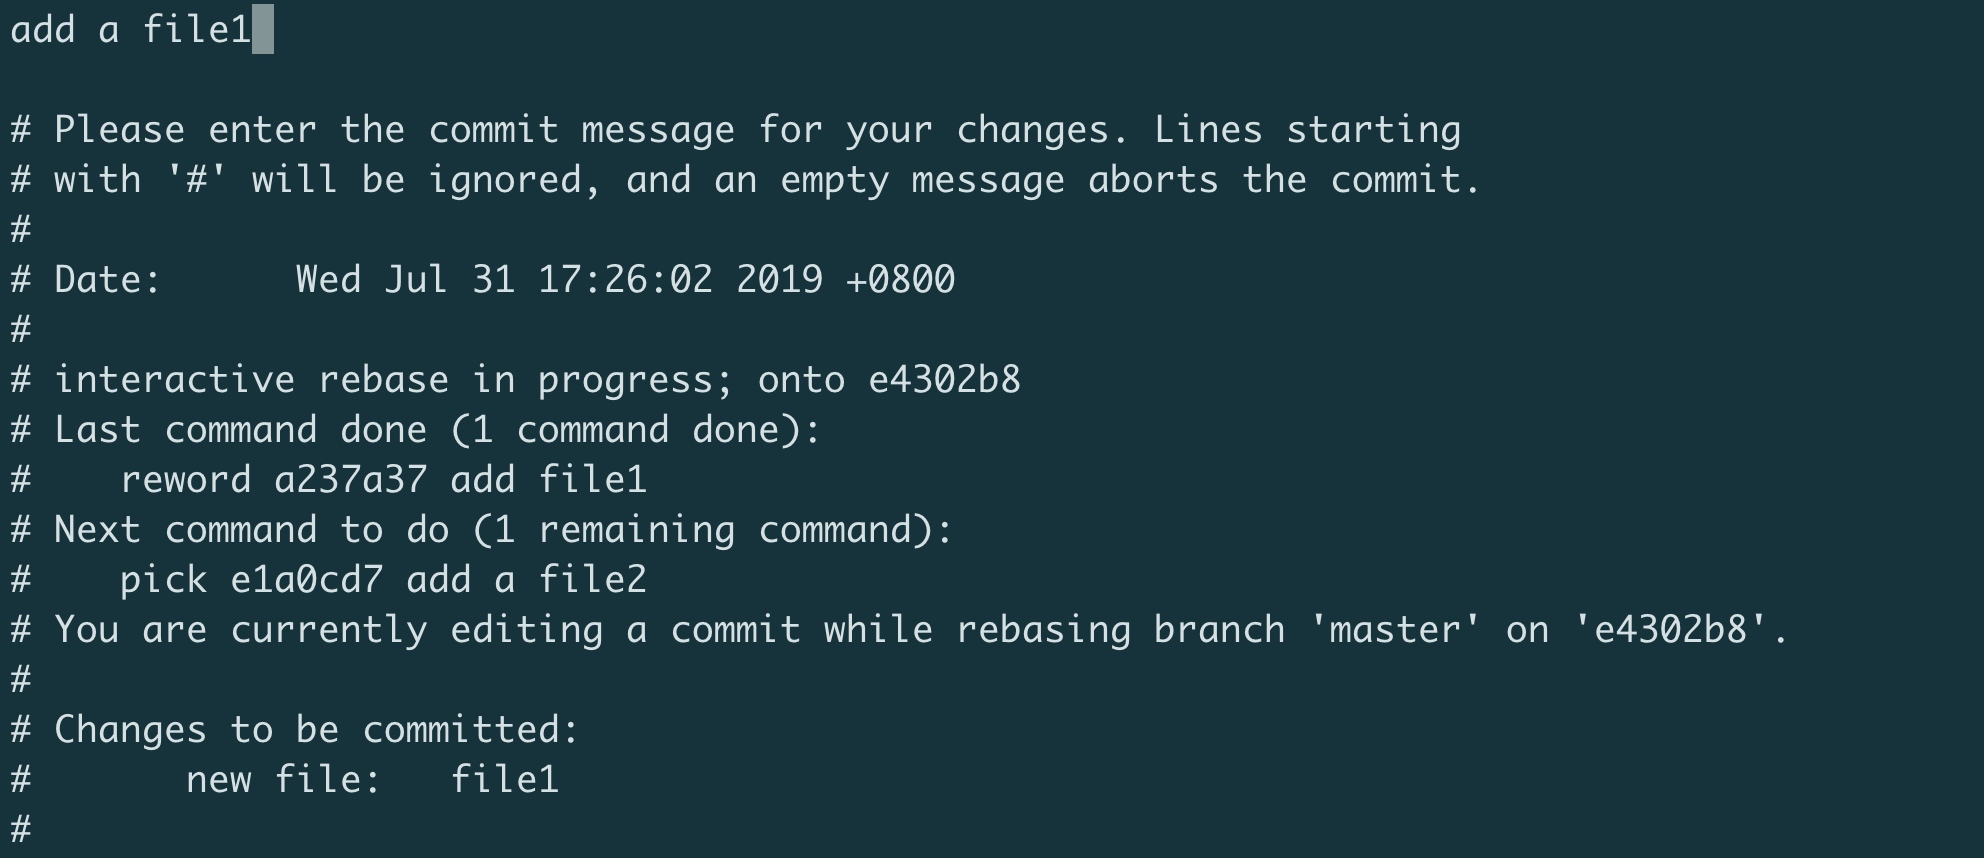 add a file1
# Please enter the commit message for your changes. Lines starting
# with '#' will be ignored, and an empty message aborts the commit.
#
# Date:      Wed Jul 31 17:26:02 2019 +0800
#
# interactive rebase in progress; onto e4302b8
# Last command done (1 command done):
#    reword a237a37 add file1
# Next command to do (1 remaining command):
#    pick e1a0cd7 add a file2
# You are currently editing a commit while rebasing branch 'master' on 'e4302b8'.
#
# Changes to be committed:
#       new file:   file1
#